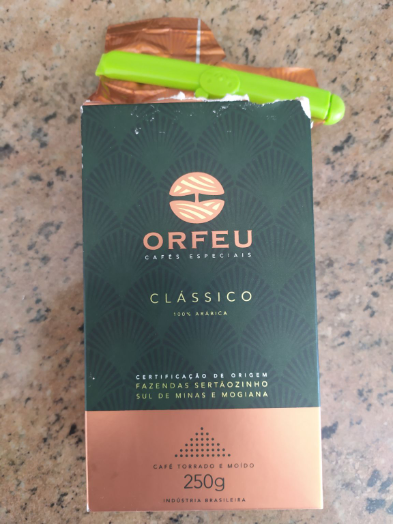 ORFEU
CAFÉS ESPECIAIS
CLÁSSICO
100% ARÁBICA
CERTIFICAÇÃO DE ORIGEM
FAZENDAS SERTÃOZINHO
SUL DE MINAS E MOGIANA
CAFÉ TORRADO E MOÍDO
250g
INDÚSTRIA BRASILEIRA